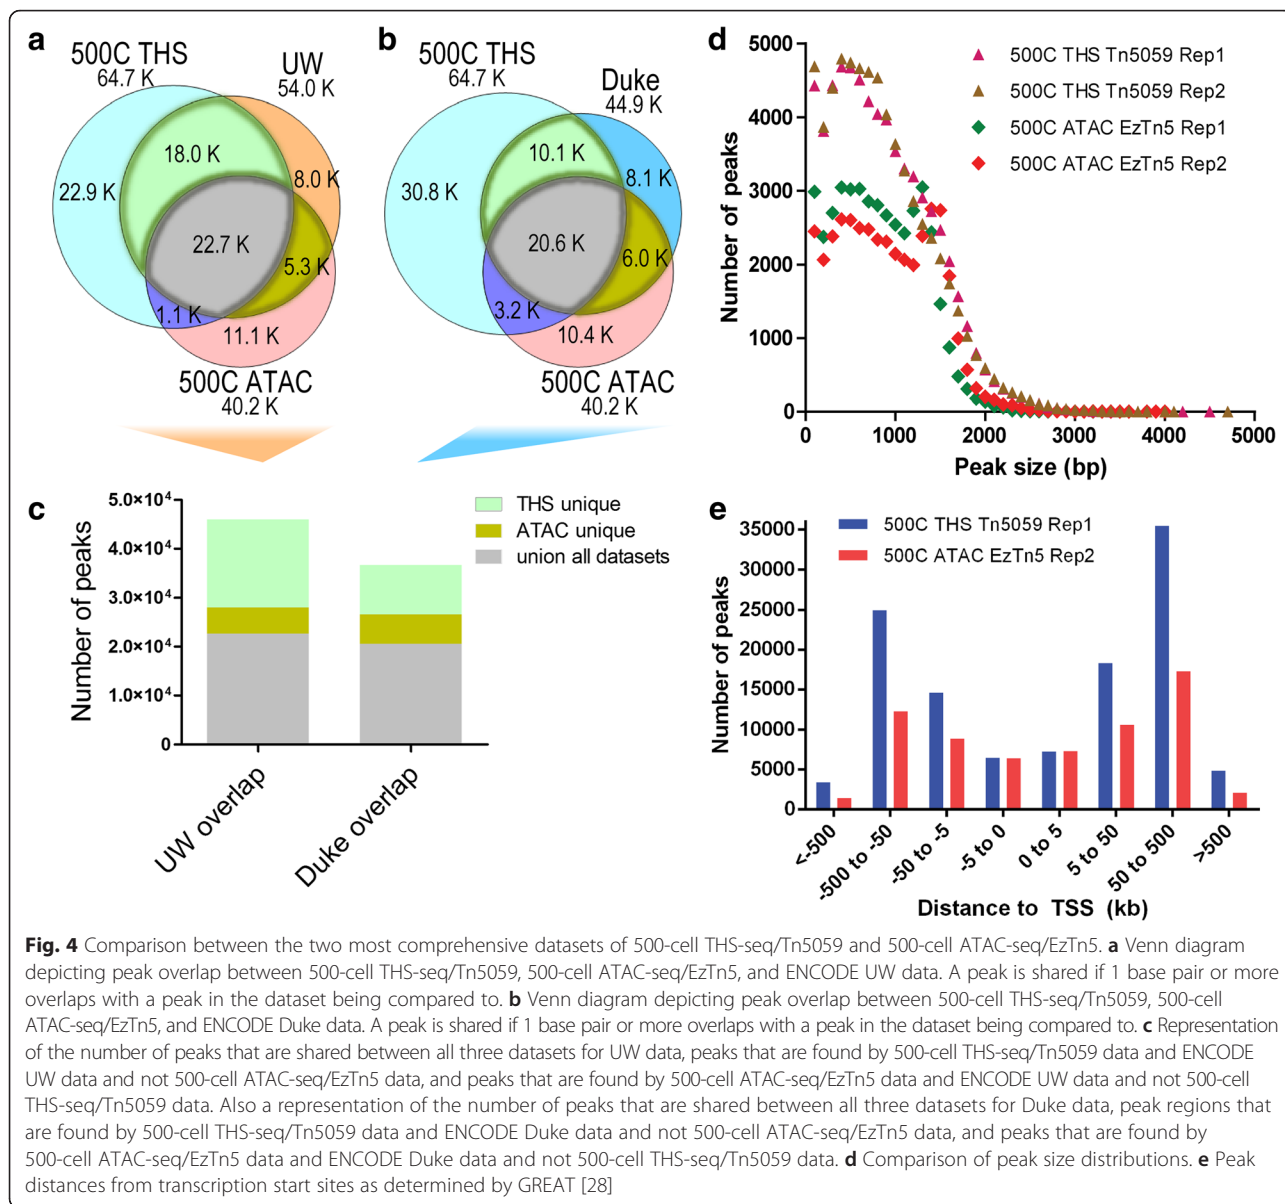 a
500C THS
64.7 K
UW
54.0 K
18.0 K
8.0 K
22.9 K
22.7 K
5.3 K
1.1 K
11.1 K
500C ATAC
40.2 K
b
500C THS
64.7 K
Duke
44.9 K
10.1 K
8.1 K
30.8 K
20.6 K
6.0 K
3.2 K
10.4 K
500C ATAC
40.2 K
d
500C THS Tn5059 Rep1
500C THS Tn5059 Rep2
500C ATAC EzTn5 Rep1
500C ATAC EzTn5 Rep2
Number of peaks
5000
4000
3000
2000
1000
0
0 1000 2000 3000 4000 5000
Peak size (bp)
c
THS unique
ATAC unique
union all datasets
Number of peaks
5.0×10⁴
4.0×10⁴
3.0×10⁴
2.0×10⁴
1.0×10⁴
0
UW overlap
Duke overlap
e
500C THS Tn5059 Rep1
500C ATAC EzTn5 Rep2
Number of peaks
35000
30000
25000
20000
15000
10000
5000
0
<-500
-500 to -50
-50 to -5
-5 to 0
0 to 5
5 to 50
50 to 500
>500
Distance to TSS (kb)
Fig. 4 Comparison between the two most comprehensive datasets of 500-cell THS-seq/Tn5059 and 500-cell ATAC-seq/EzTn5. a Venn diagram
depicting peak overlap between 500-cell THS-seq/Tn5059, 500-cell ATAC-seq/EzTn5, and ENCODE UW data. A peak is shared if 1 base pair or more
overlaps with a peak in the dataset being compared to. b Venn diagram depicting peak overlap between 500-cell THS-seq/Tn5059, 500-cell
ATAC-seq/EzTn5, and ENCODE Duke data. A peak is shared if 1 base pair or more overlaps with a peak in the dataset being compared to. c Representation
of the number of peaks that are shared between all three datasets for UW data, peaks that are found by 500-cell THS-seq/Tn5059 data and ENCODE
UW data and not 500-cell ATAC-seq/EzTn5 data, and peaks that are found by 500-cell ATAC-seq/EzTn5 data and ENCODE UW data and not 500-cell
THS-seq/Tn5059 data. Also a representation of the number of peaks that are shared between all three datasets for Duke data, peak regions that
are found by 500-cell THS-seq/Tn5059 data and ENCODE Duke data and not 500-cell ATAC-seq/EzTn5 data, and peaks that are found by
500-cell ATAC-seq/EzTn5 data and ENCODE Duke data and not 500-cell THS-seq/Tn5059 data. d Comparison of peak size distributions. e Peak
distances from transcription start sites as determined by GREAT [28]